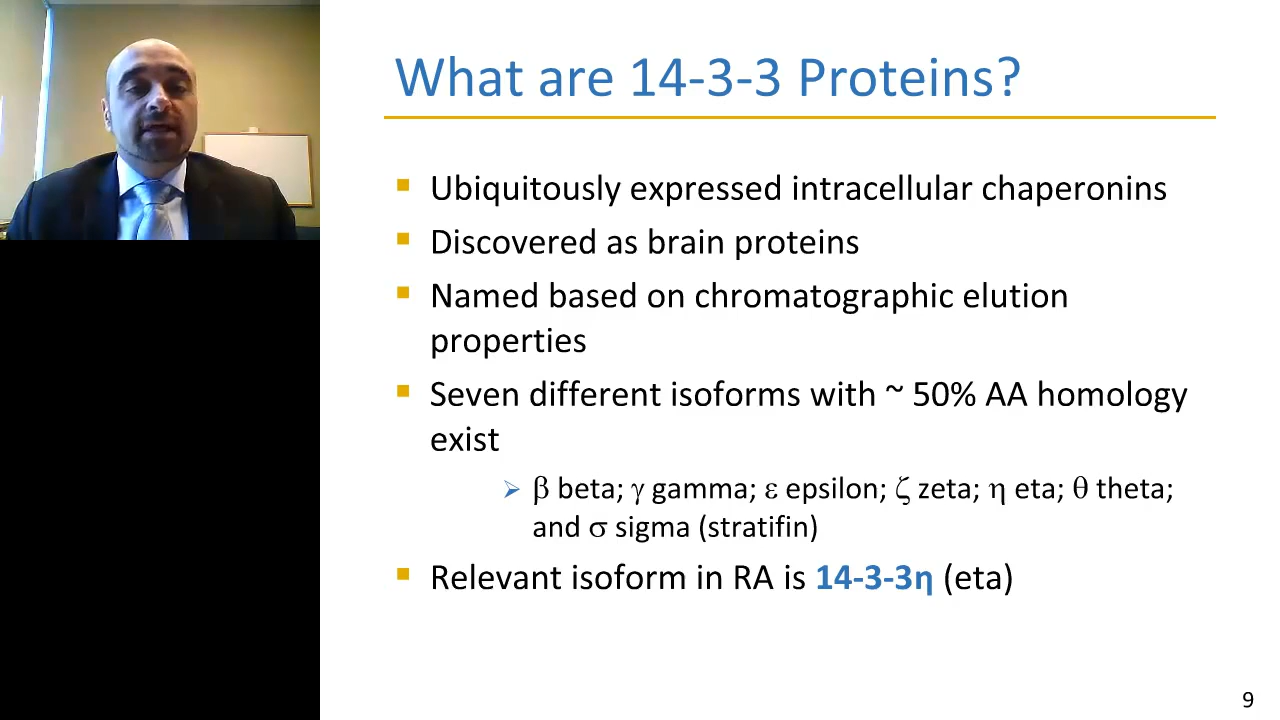 What are 14-3-3 Proteins?
Ubiquitously expressed intracellular chaperonins
Discovered as brain proteins
Named based on chromatographic elution
properties
Seven different isoforms with ~ 50% AA homology
exist
β beta; γ gamma; ε epsilon; ζ zeta; η eta; θ theta;
and σ sigma (stratifin)
Relevant isoform in RA is 14-3-3η (eta)
9